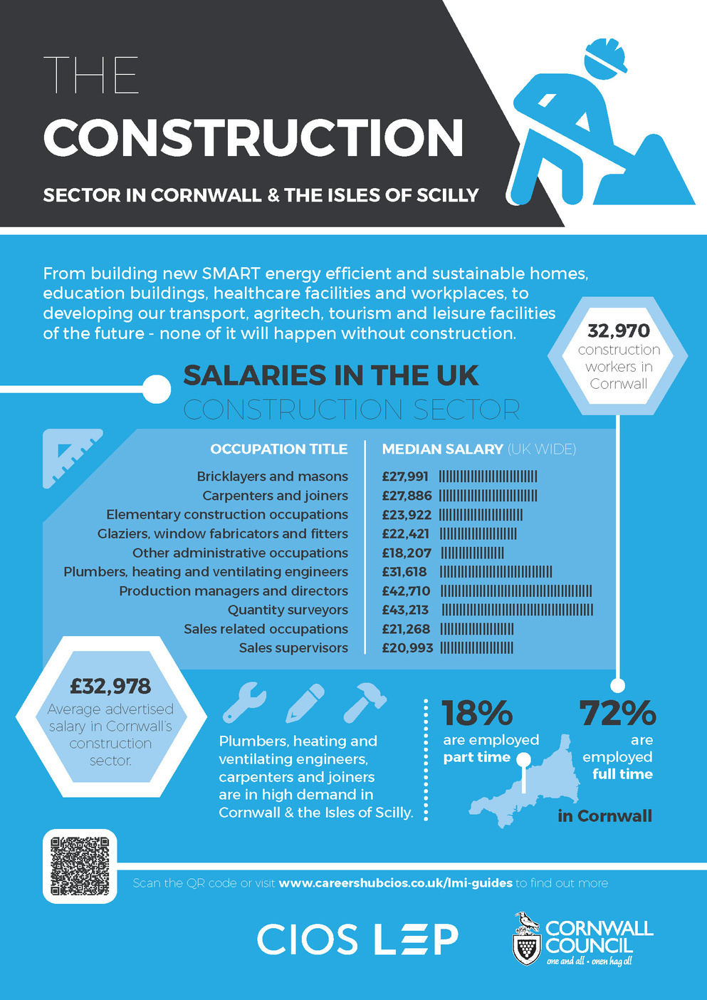 THE
CONSTRUCTION
SECTOR IN CORNWALL & THE ISLES OF SCILLY
From building new SMART energy efficient and sustainable homes,
education buildings, healthcare facilities and workplaces, to
developing our transport, agritech, tourism and leisure facilities
of the future - none of it will happen without construction.
32,970
construction
workers in
Cornwall
SALARIES IN THE UK
CONSTRUCTION SECTOR
OCCUPATION TITLE MEDIAN SALARY (UK WIDE)
Bricklayers and masons £27,991
Carpenters and joiners £27,886
Elementary construction occupations £23,922
Glaziers, window fabricators and fitters £22,421
Other administrative occupations £18,207
Plumbers, heating and ventilating engineers £31,618
Production managers and directors £42,710
Quantity surveyors £43,213
Sales related occupations £21,268
Sales supervisors £20,993
£32,978
Average advertised
salary in Cornwall's
construction
sector.
Plumbers, heating and
ventilating engineers,
carpenters and joiners
are in high demand in
Cornwall & the Isles of Scilly.
18%
are employed
part time
72%
are
employed
full time
in Cornwall
Scan the QR code or visit www.careershubcios.co.uk/lmi-guides to find out more
CIOS LEP
CORNWALL
COUNCIL
one and all • onen hag oll